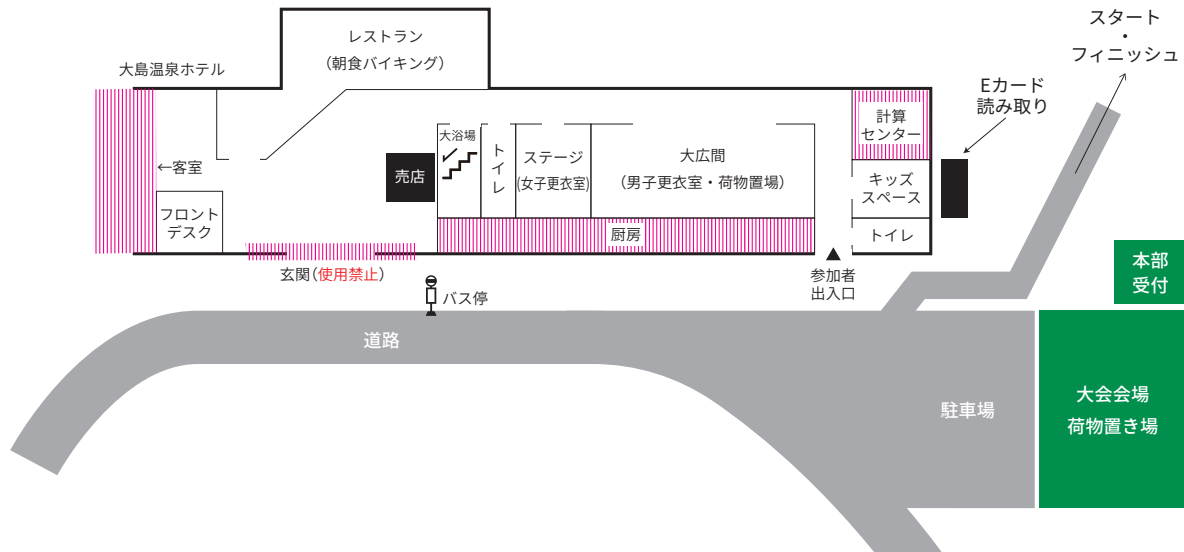 スタート
・
フィニッシュ
レストラン
（朝食バイキング）
大島温泉ホテル
Eカード
読み取り
計算
センター
大浴場
トイレ
ステージ
(女子更衣室)
大広間
（男子更衣室・荷物置場）
←客室
売店
キッズ
スペース
フロント
デスク
厨房
トイレ
玄関（使用禁止）
参加者
出入口
本部
受付
バス停
道路
大会会場
荷物置き場
駐車場